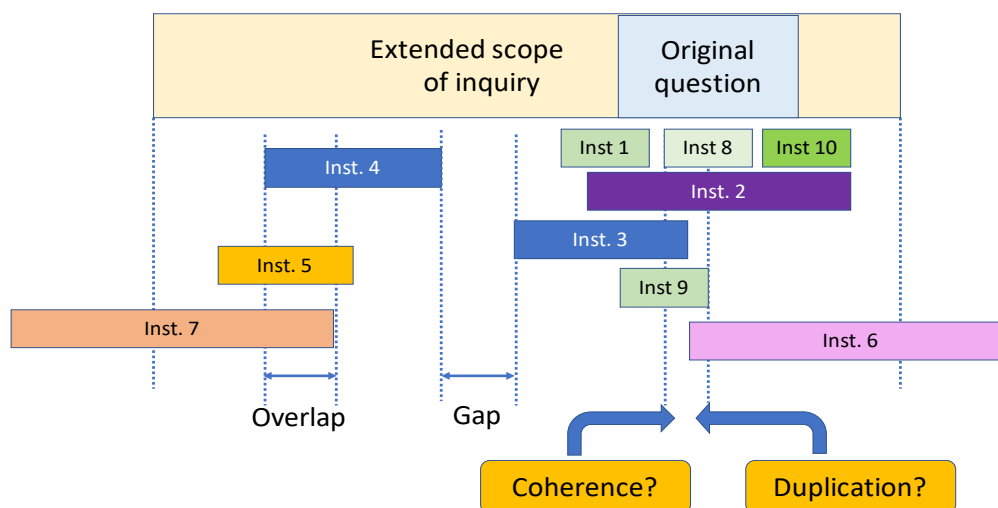 Extended scope
of inquiry
Original
question
Inst 1
Inst 8
Inst 10
Inst. 4
Inst. 2
Inst. 3
Inst. 5
Inst 9
Inst. 7
Inst. 6
Overlap
Gap
Coherence?
Duplication?